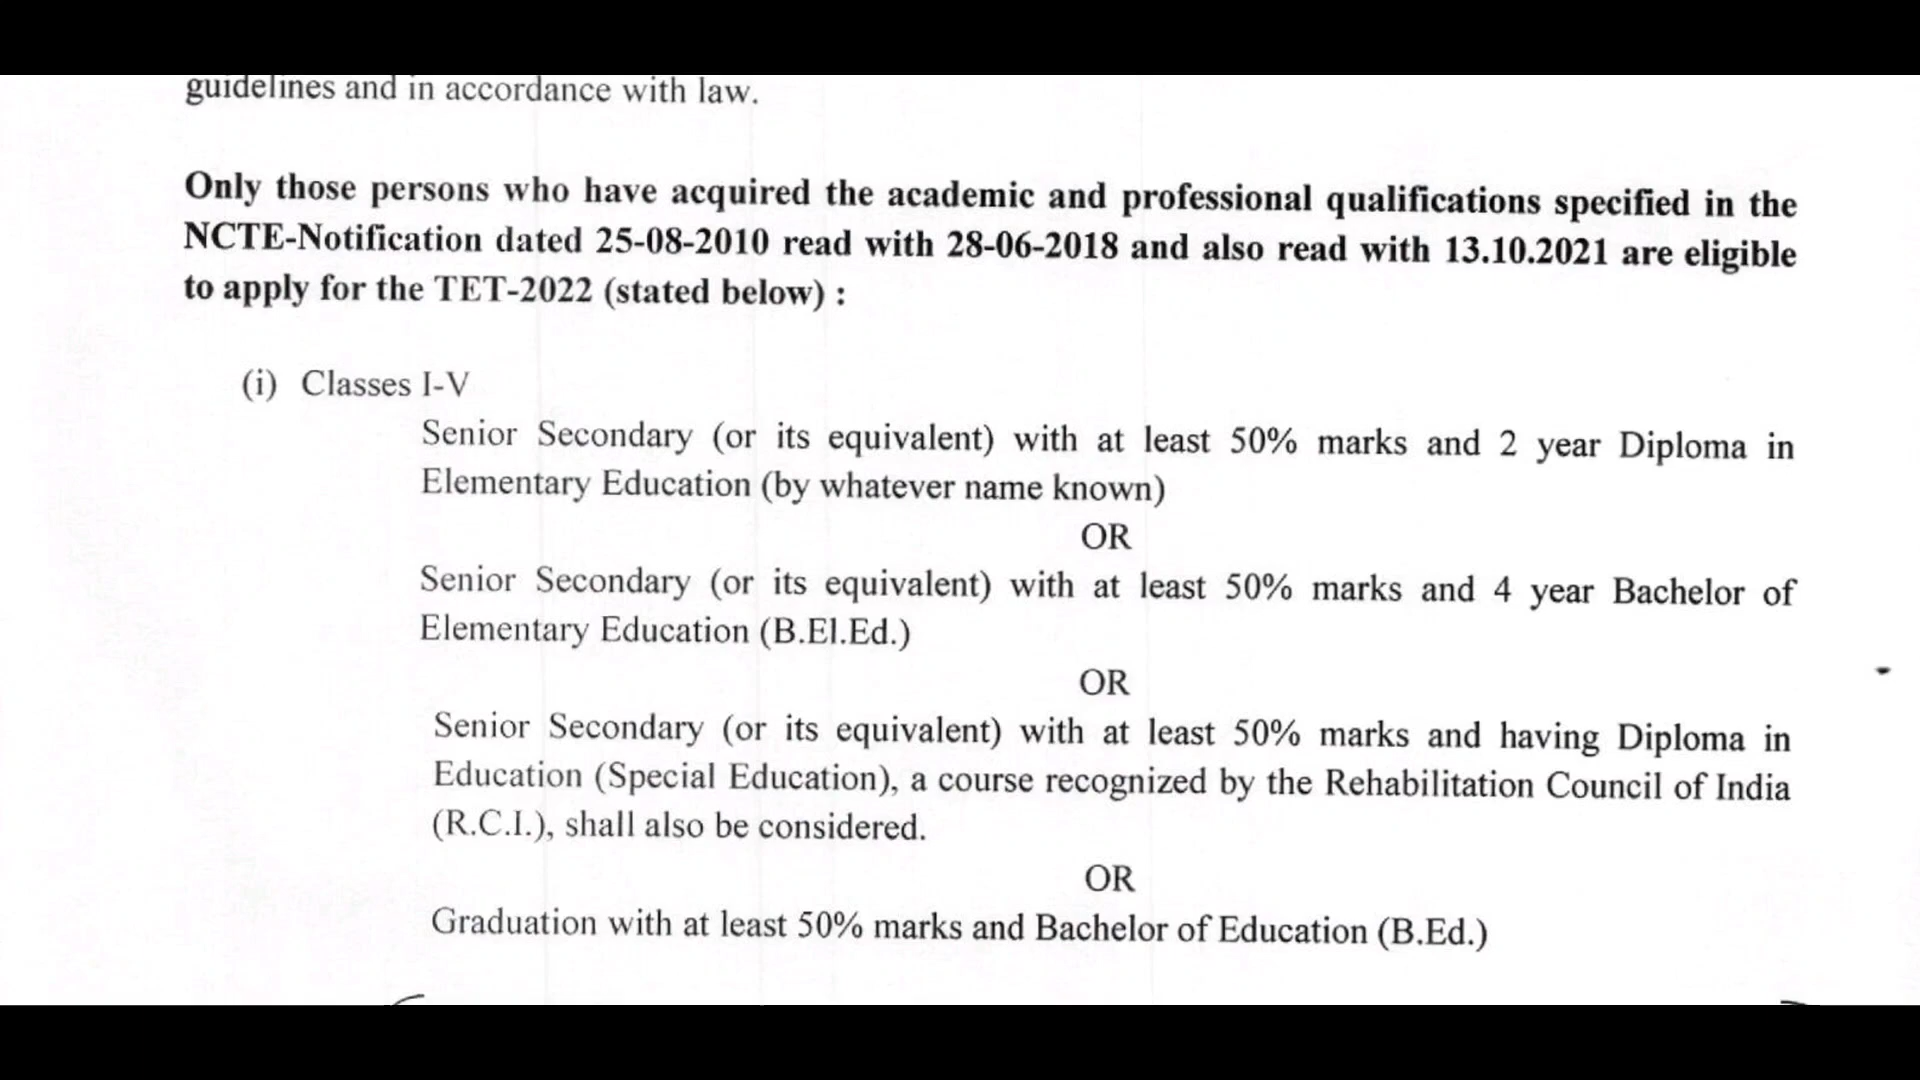 guidelines and in accordance with law.
Only those persons who have acquired the academic and professional qualifications specified in the
NCTE-Notification dated 25-08-2010 read with 28-06-2018 and also read with 13.10.2021 are eligible
to apply for the TET-2022 (stated below) :
(i) Classes I-V
Senior Secondary (or its equivalent) with at least 50% marks and 2 year Diploma in
Elementary Education (by whatever name known)
OR
Senior Secondary (or its equivalent) with at least 50% marks and 4 year Bachelor of
Elementary Education (B.El.Ed.)
OR
Senior Secondary (or its equivalent) with at least 50% marks and having Diploma in
Education (Special Education), a course recognized by the Rehabilitation Council of India
(R.C.I.), shall also be considered.
OR
Graduation with at least 50% marks and Bachelor of Education (B.Ed.)